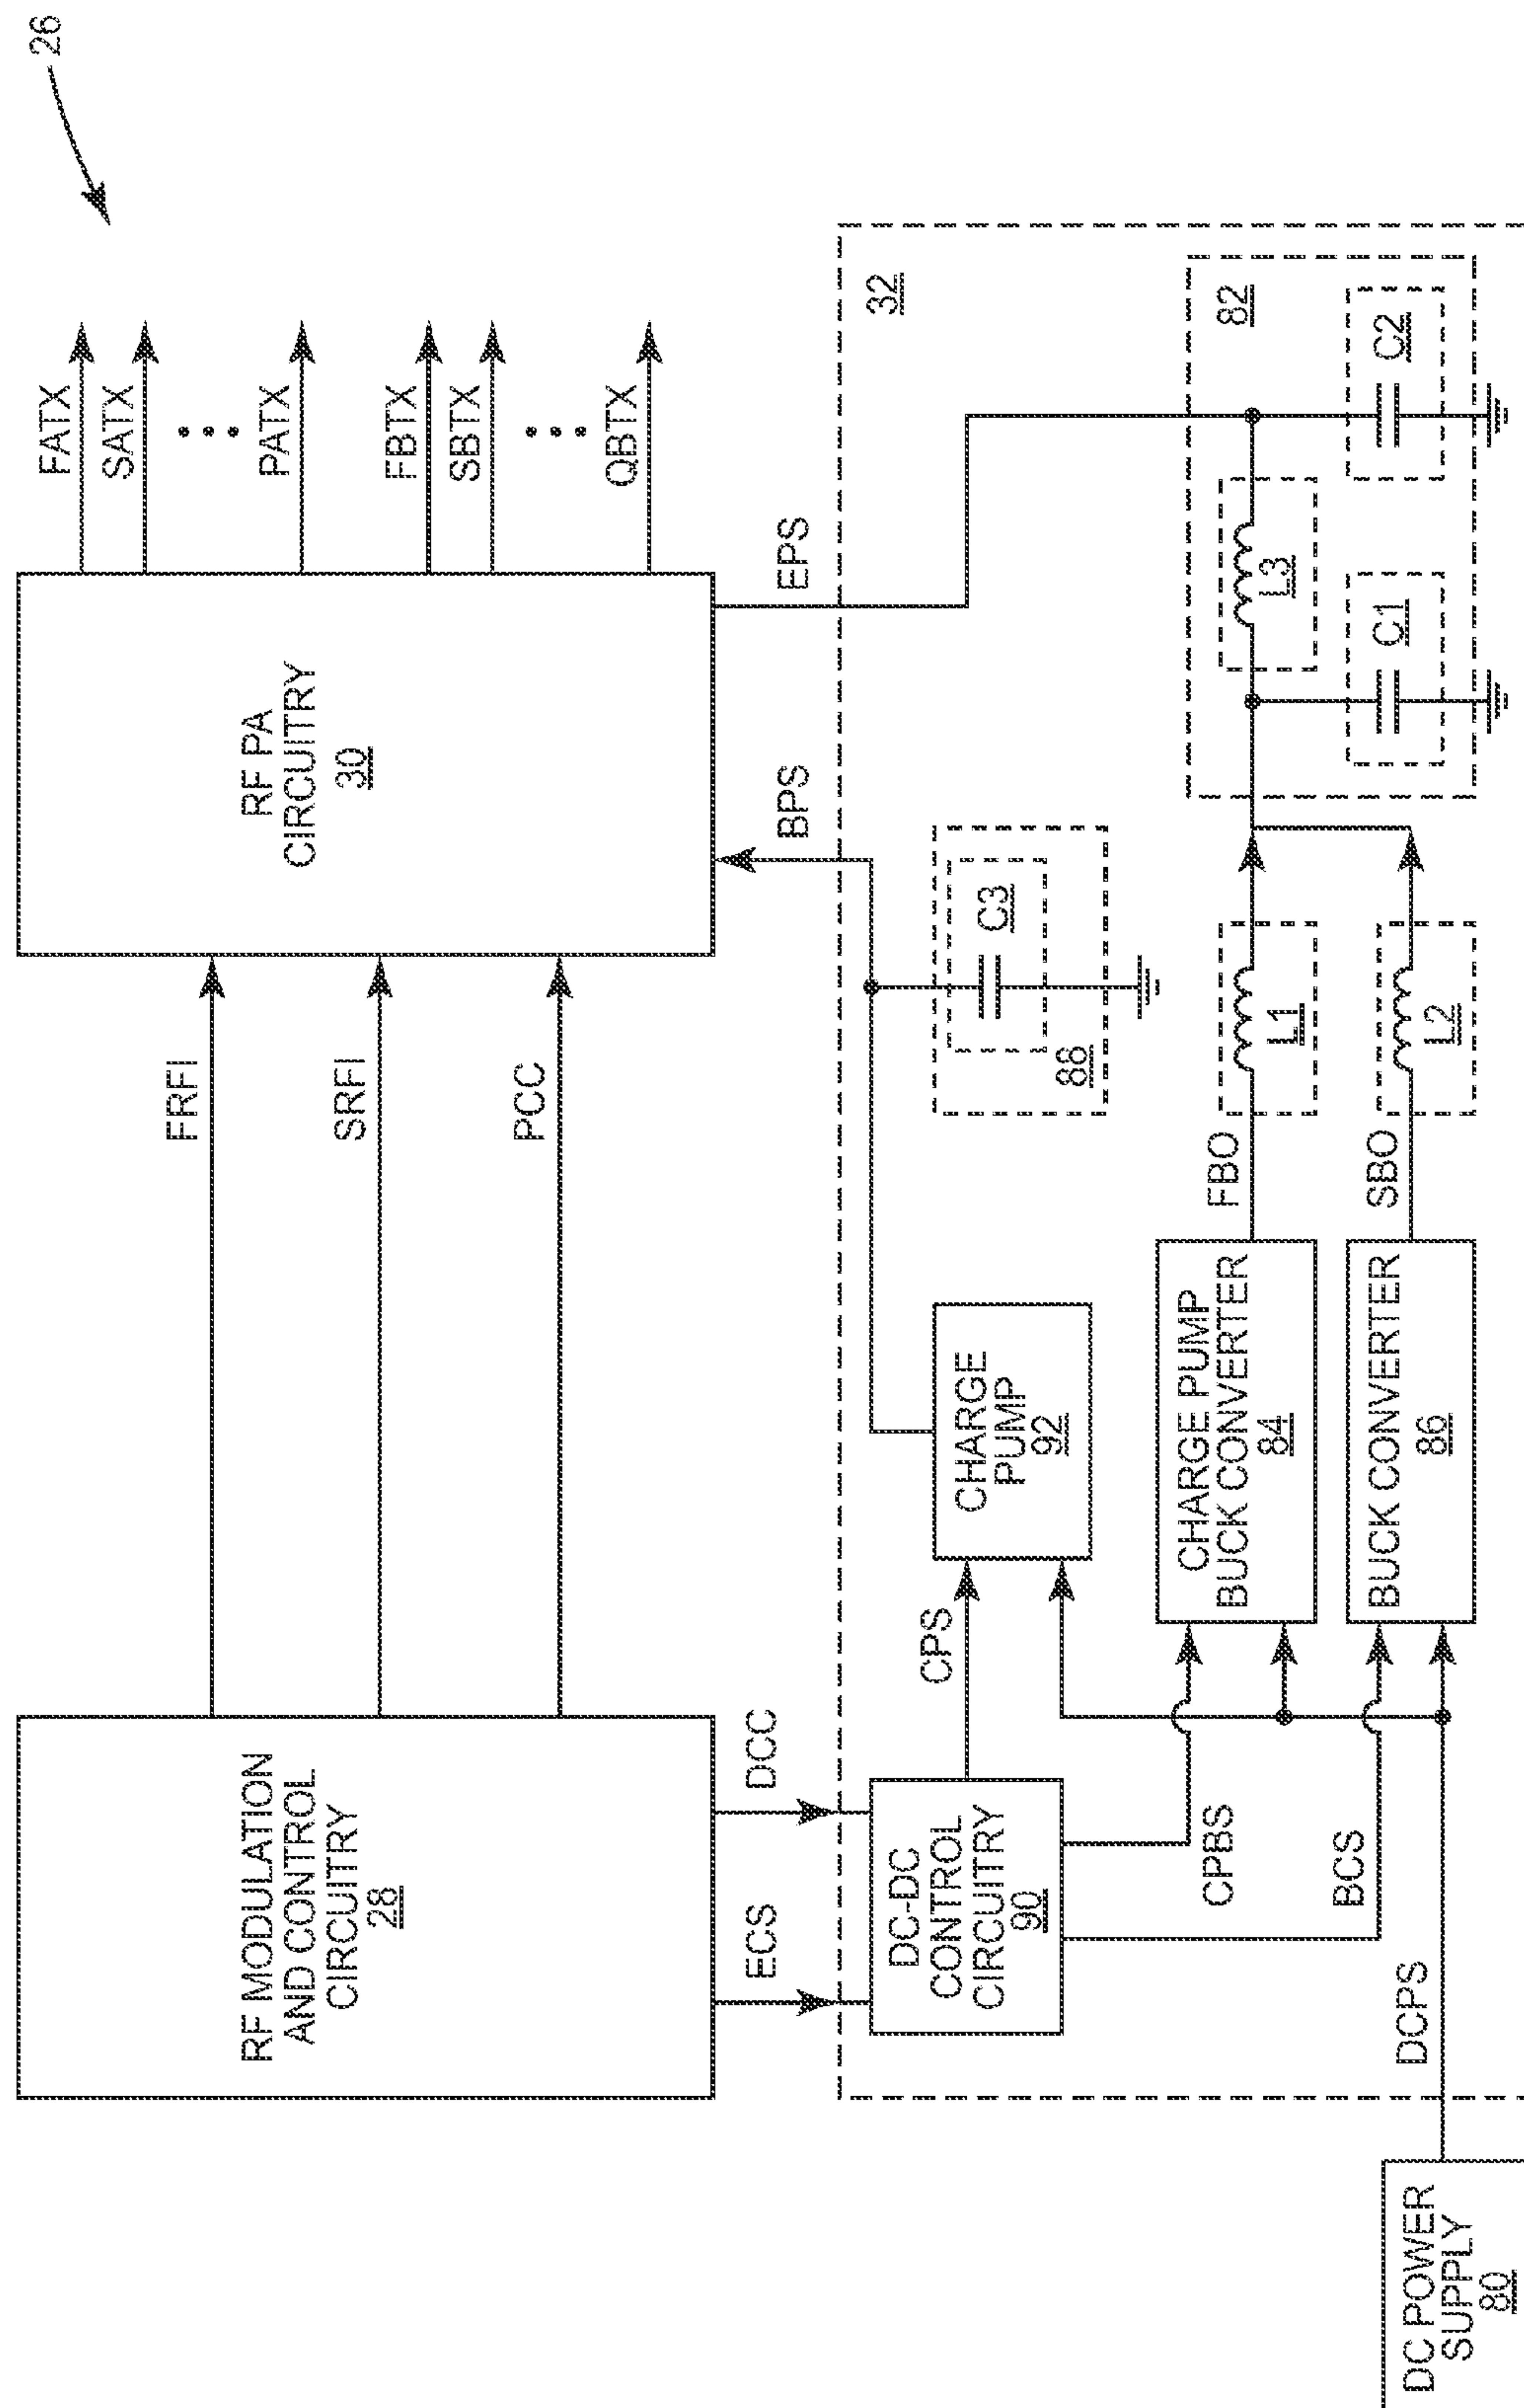 26
FATX
SATX
PATX
FBTX
SBTX
QBTX
RF PA
CIRCUITRY
30
FRFI
SRFI
PCC
RF MODULATION
AND CONTROL
CIRCUITRY
28
ECS
DCC
BPS
EPS
32
DC-DC
CONTROL
CIRCUITRY
90
CPS
CHARGE
PUMP
92
C3
88
CPBS
BCS
CHARGE PUMP
BUCK CONVERTER
84
FBO
L1
BUCK CONVERTER
86
SBO
L2
82
L3
C1
C2
DCPS
DC POWER
SUPPLY
80